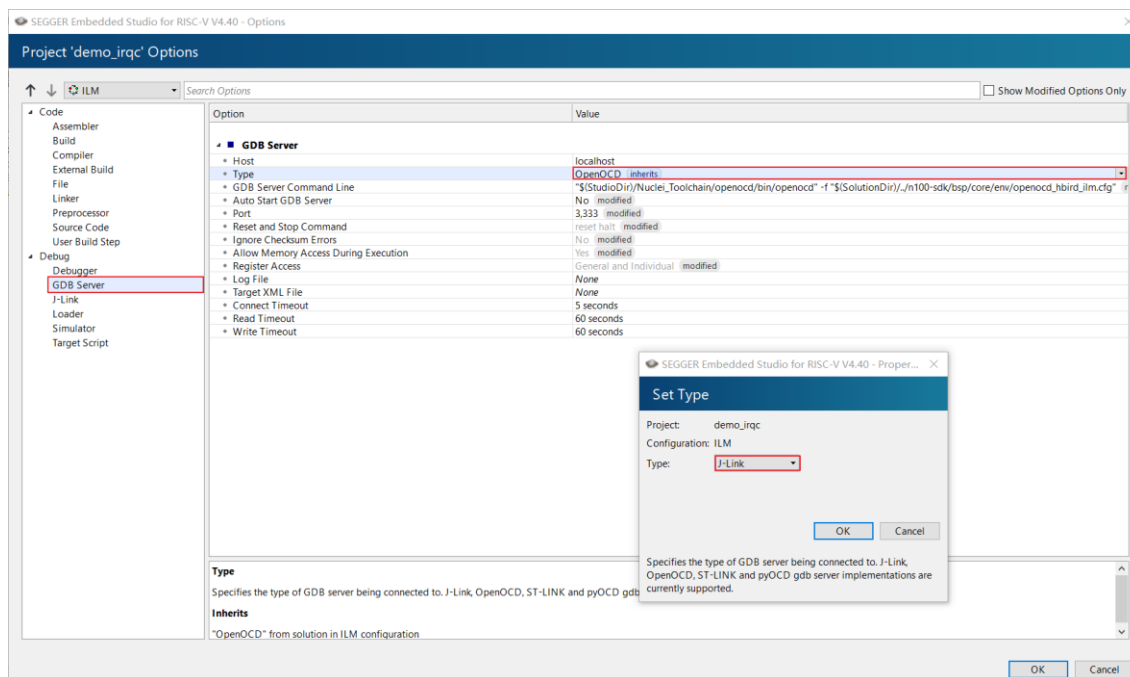 SEGGER Embedded Studio for RISC-V V4.40 - Options
Project 'demo_irqc' Options
ILM
Search Options
Show Modified Options Only
Code
Assembler
Build
Compiler
External Build
File
Linker
Preprocessor
Source Code
User Build Step
Debug
Debugger
GDB Server
J-Link
Loader
Simulator
Target Script
Option Value
GDB Server
Host localhost
Type OpenOCD inherits
GDB Server Command Line "$(StudioDir)/Nuclei_Toolchain/openocd/bin/openocd" -f "$(SolutionDir)/../n100-sdk/bsp/core/env/openocd_hbird_ilm.cfg"
Auto Start GDB Server No modified
Port 3,333 modified
Reset and Stop Command reset halt modified
Ignore Checksum Errors No modified
Allow Memory Access During Execution Yes modified
Register Access General and Individual modified
Log File None
Target XML File None
Connect Timeout 5 seconds
Read Timeout 60 seconds
Write Timeout 60 seconds
SEGGER Embedded Studio for RISC-V V4.40 - Proper...
Set Type
Project: demo_irqc
Configuration: ILM
Type: J-Link
OK Cancel
Specifies the type of GDB server being connected to. J-Link,
OpenOCD, ST-LINK and pyOCD gdb server implementations are
currently supported.
Type
Specifies the type of GDB server being connected to. J-Link, OpenOCD, ST-LINK and pyOCD gdb
Inherits
"OpenOCD" from solution in ILM configuration
OK Cancel